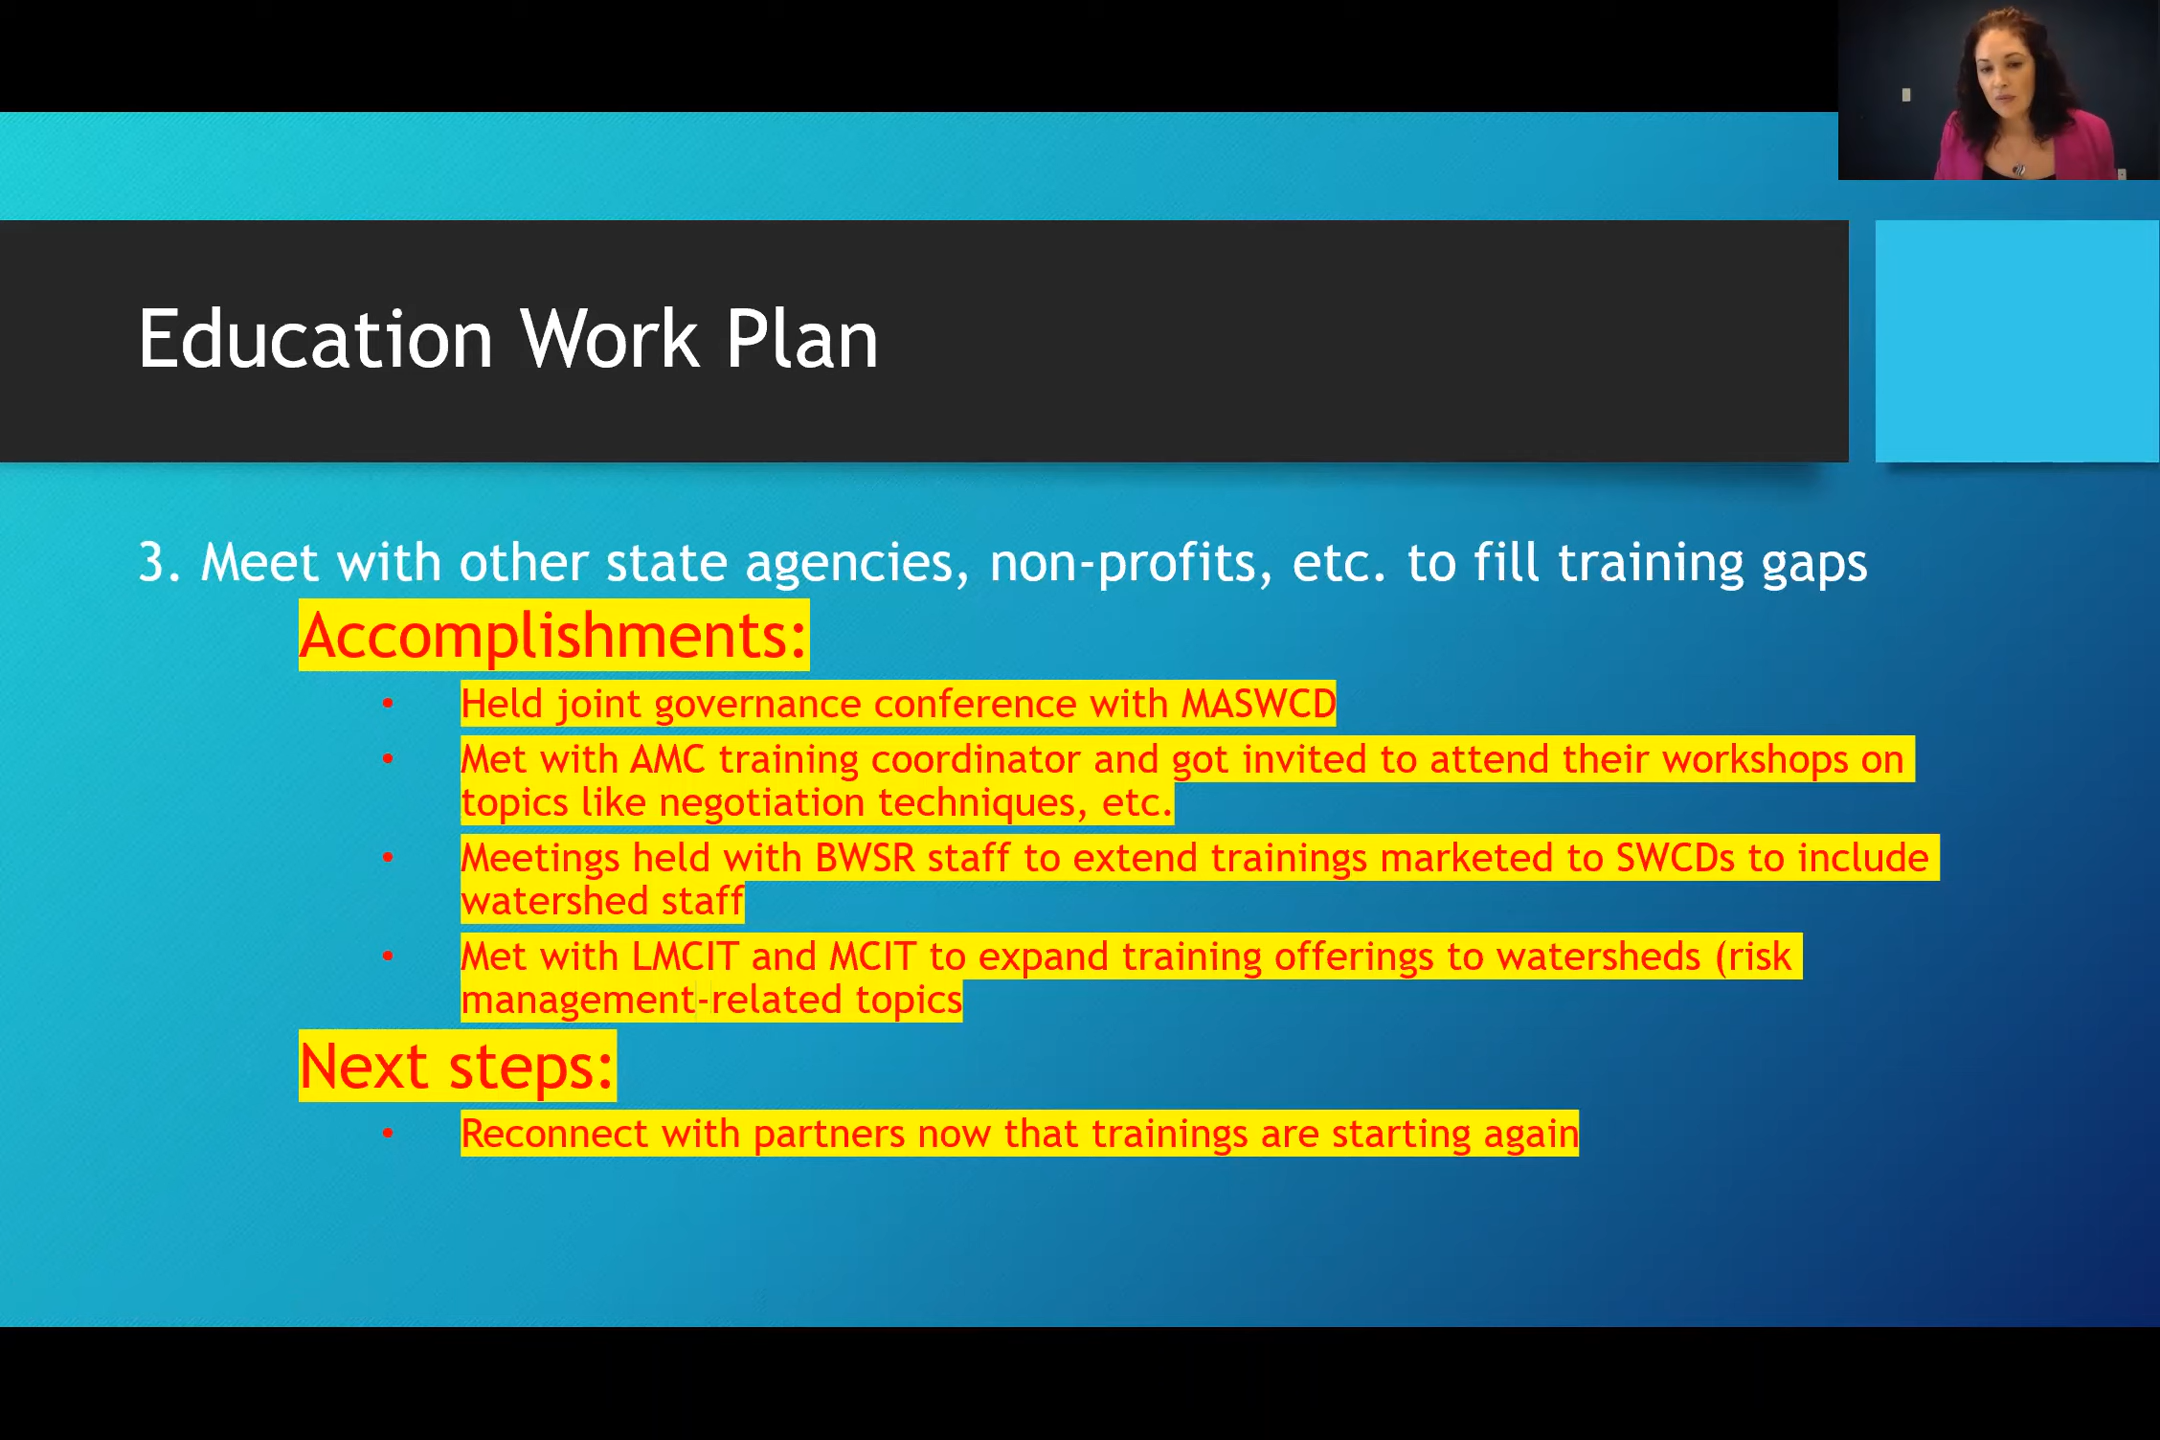 Education Work Plan
3. Meet with other state agencies, non-profits, etc. to fill training gaps
Accomplishments:
• Held joint governance conference with MASWCD
• Met with AMC training coordinator and got invited to attend their workshops on
topics like negotiation techniques, etc.
• Meetings held with BWSR staff to extend trainings marketed to SWCDs to include
watershed staff
• Met with LMCIT and MCIT to expand training offerings to watersheds (risk
management-related topics
Next steps:
• Reconnect with partners now that trainings are starting again